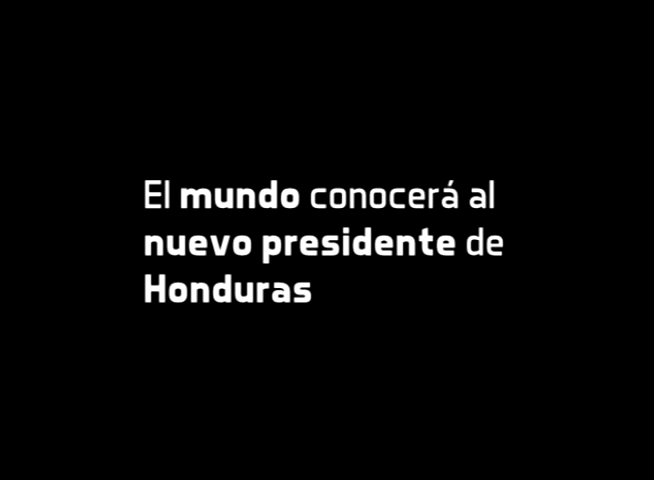 El mundo conocerá al
nuevo presidente de
Honduras